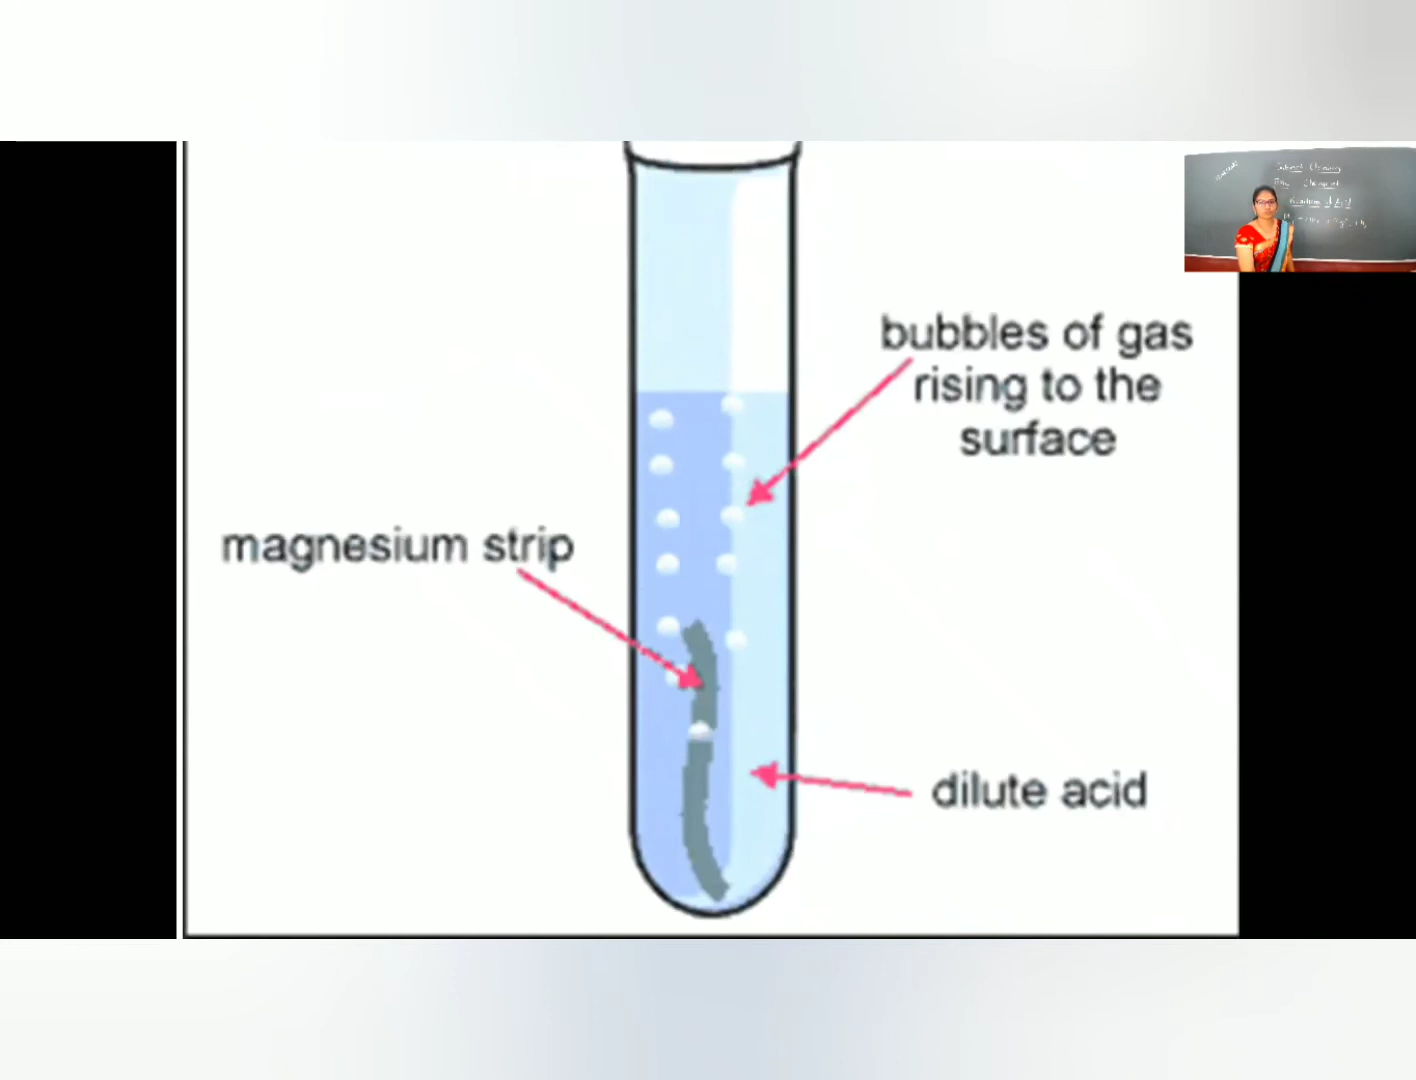 bubbles of gas
rising to the
surface
magnesium strip
dilute acid